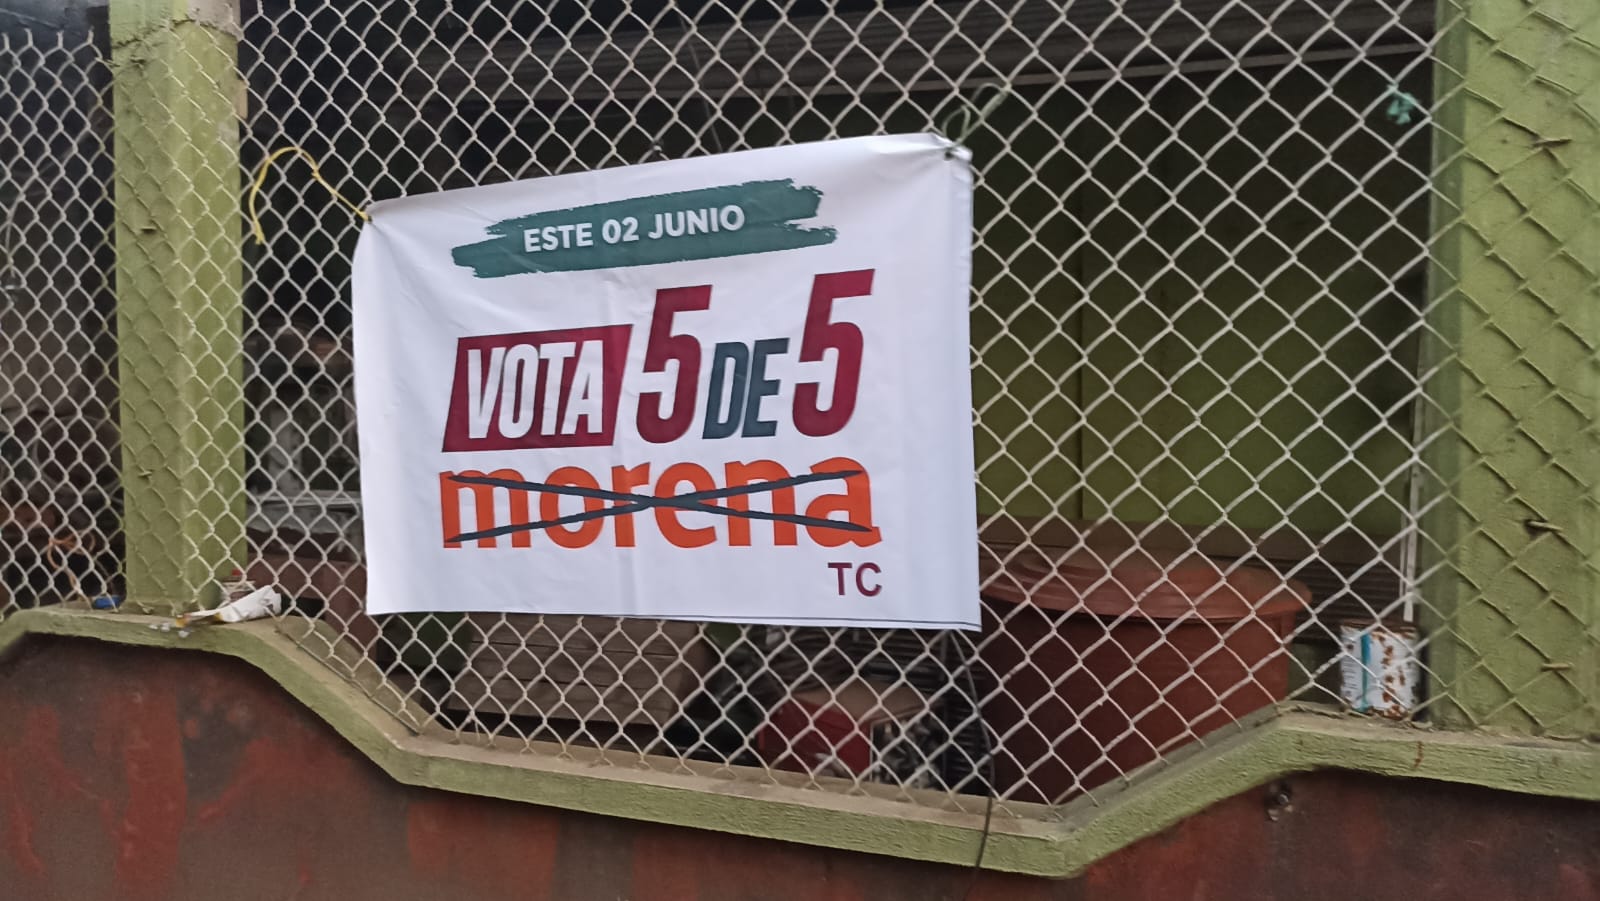 ESTE 02 JUNIO
VOTA 5 DE 5
morena
TC